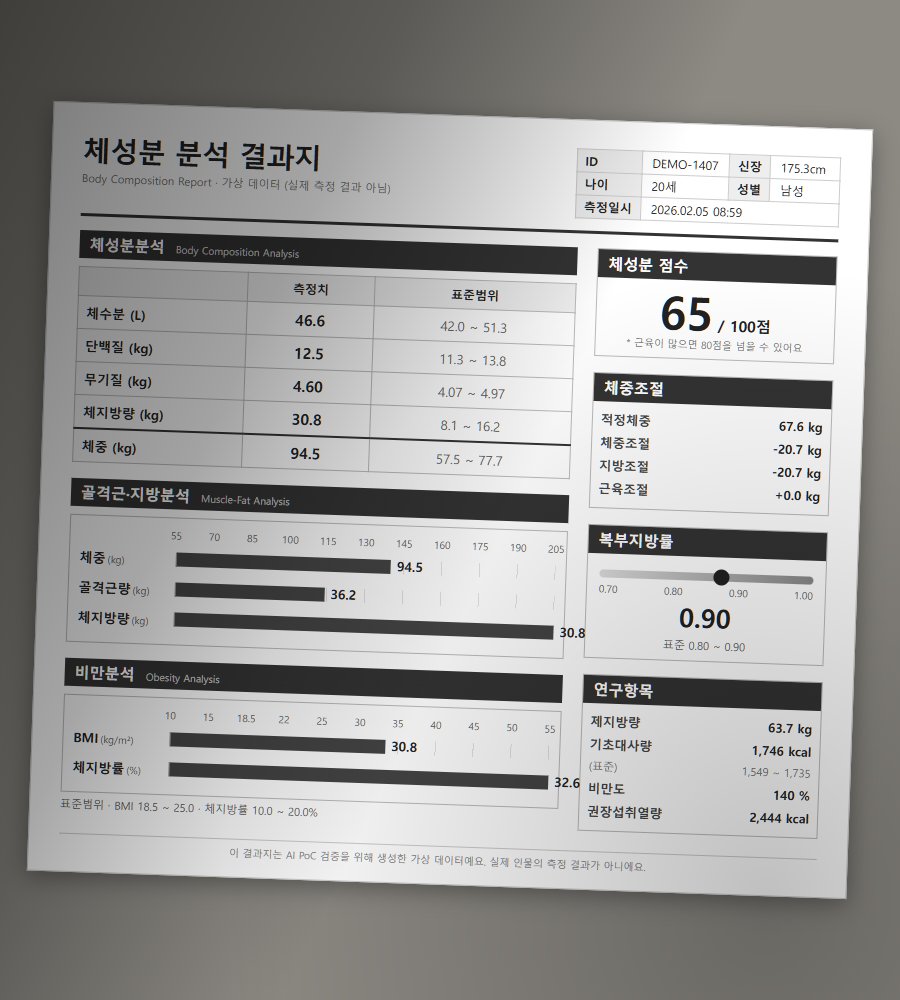 체성분 분석 결과지
Body Composition Report · 가상 데이터 (실제 측정 결과 아님)
ID DEMO-1407 신장 175.3cm
나이 20세 성별 남성
측정일시 2026.02.05 08:59
체성분분석 Body Composition Analysis
측정치 표준범위
체수분 (L) 46.6 42.0 ~ 51.3
단백질 (kg) 12.5 11.3 ~ 13.8
무기질 (kg) 4.60 4.07 ~ 4.97
체지방량 (kg) 30.8 8.1 ~ 16.2
체중 (kg) 94.5 57.5 ~ 77.7
골격근·지방분석 Muscle-Fat Analysis
55 70 85 100 115 130 145 160 175 190 205
체중 (kg) 94.5
골격근량 (kg) 36.2
체지방량 (kg) 30.8
비만분석 Obesity Analysis
10 15 18.5 22 25 30 35 40 45 50 55
BMI (kg/m²) 30.8
체지방률 (%) 32.6
표준범위 · BMI 18.5 ~ 25.0 · 체지방률 10.0 ~ 20.0%
체성분 점수
65 / 100점
* 근육이 많으면 80점을 넘을 수 있어요
체중조절
적정체중 67.6 kg
체중조절 -20.7 kg
지방조절 -20.7 kg
근육조절 +0.0 kg
복부지방률
0.70 0.80 0.90 1.00
0.90
표준 0.80 ~ 0.90
연구항목
제지방량 63.7 kg
기초대사량 1,746 kcal
(표준) 1,549 ~ 1,735
비만도 140 %
권장섭취열량 2,444 kcal
이 결과지는 AI PoC 검증을 위해 생성한 가상 데이터예요. 실제 인물의 측정 결과가 아니에요.